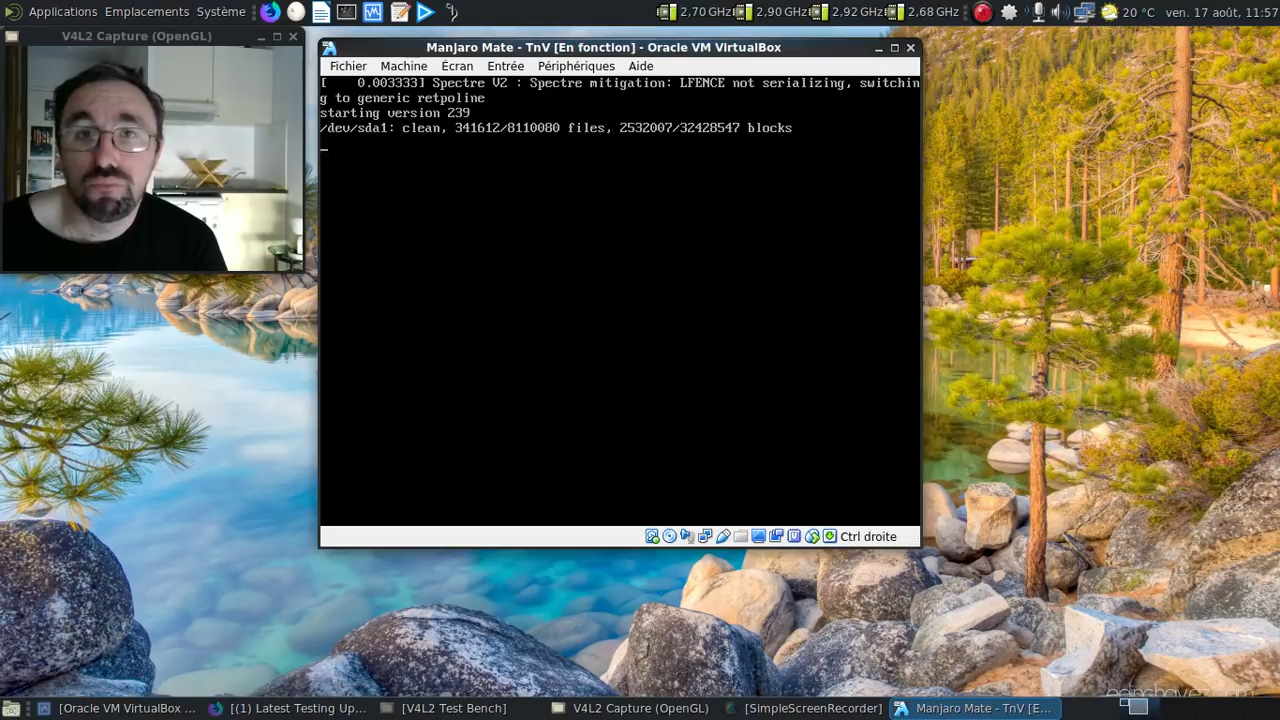 Applications Emplacements Système
2,70 GHz 2,90 GHz 2,92 GHz 2,68 GHz 20 °C ven. 17 août, 11:57
V4L2 Capture (OpenGL)
Manjaro Mate - TnV [En fonction] - Oracle VM VirtualBox
Fichier Machine Écran Entrée Périphériques Aide
[    0.003333] Spectre V2 : Spectre mitigation: LFENCE not serializing, switchin
g to generic retpoline
starting version 239
/dev/sda1: clean, 341612/8110080 files, 2532007/32428547 blocks
Ctrl droite
[Oracle VM VirtualBox ... [(1) Latest Testing Up... [V4L2 Test Bench] V4L2 Capture (OpenGL) [SimpleScreenRecorder] Manjaro Mate - TnV [E...